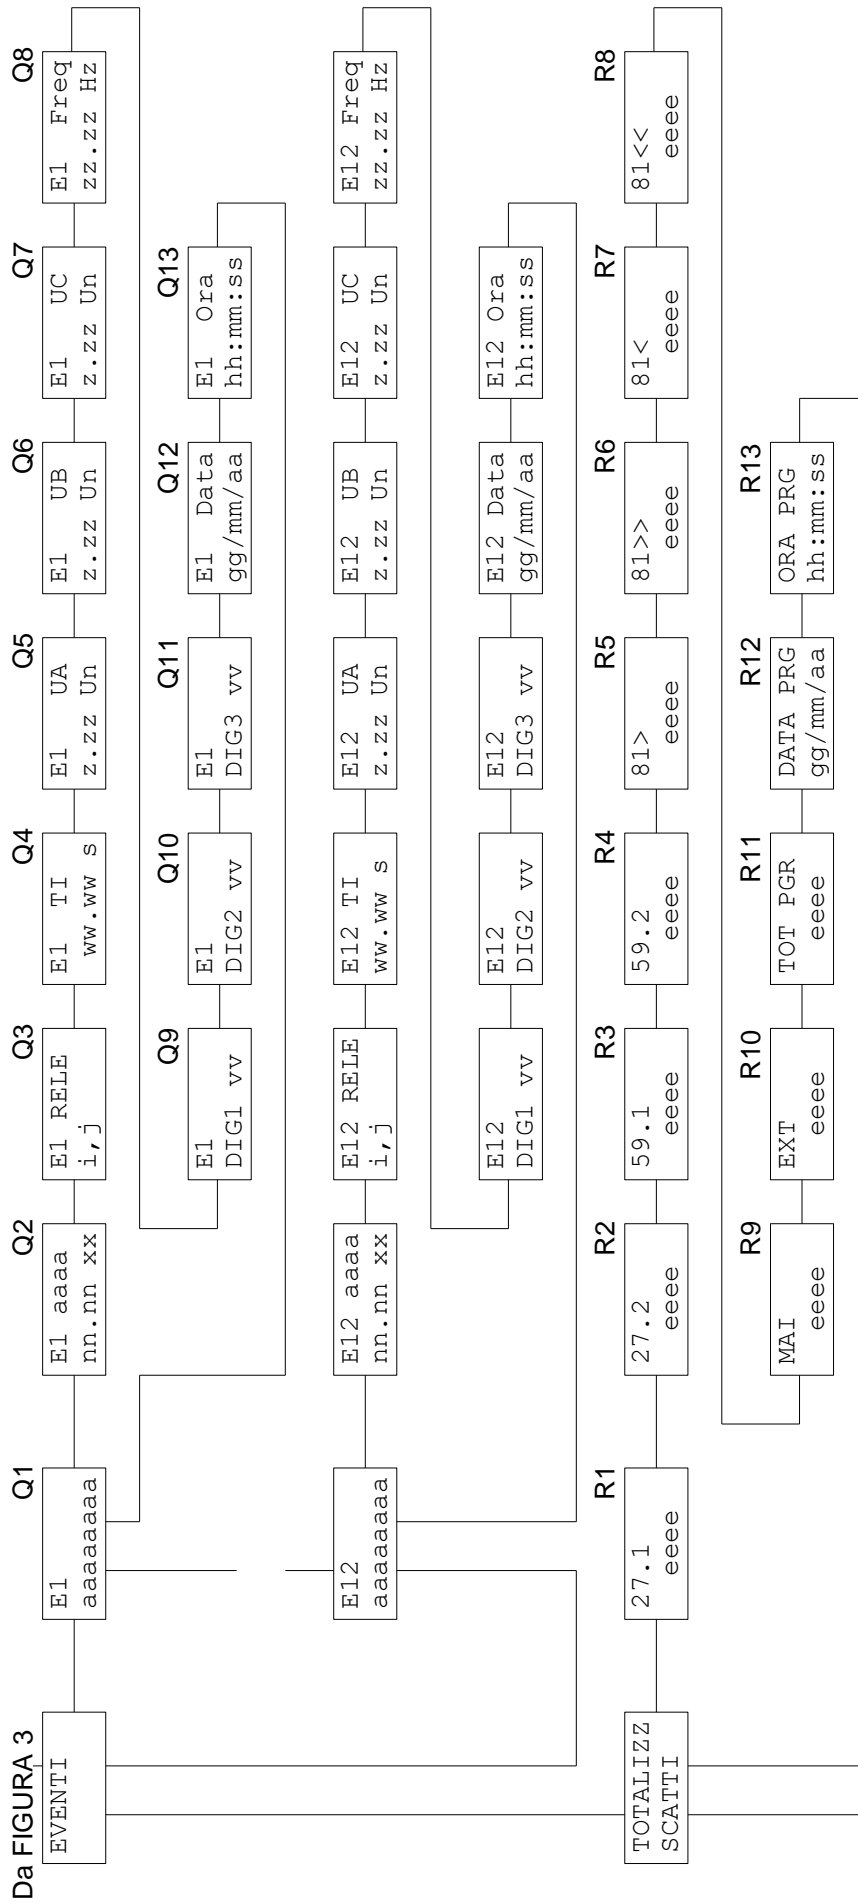 Da FIGURA 3
Q1
Q2
Q3
Q4
Q5
Q6
Q7
Q8
EVENTI
E1
aaaaaaaaa
E1 aaaa
nn.nn xx
E1 RELE
i,j
E1 TI
ww.ww s
E1 UA
z.zz Un
E1 UB
z.zz Un
E1 UC
z.zz Un
E1 Freq
zz.zz Hz
Q9
Q10
Q11
Q12
Q13
E1
DIG1 vv
E1
DIG2 vv
E1
DIG3 vv
E1 Data
gg/mm/aa
E1 Ora
hh:mm:ss
E12
aaaaaaaaa
E12 aaaa
nn.nn xx
E12 RELE
i,j
E12 TI
ww.ww s
E12 UA
z.zz Un
E12 UB
z.zz Un
E12 UC
z.zz Un
E12 Freq
zz.zz Hz
E12
DIG1 vv
E12
DIG2 vv
E12
DIG3 vv
E12 Data
gg/mm/aa
E12 Ora
hh:mm:ss
R1
R2
R3
R4
R5
R6
R7
R8
TOTALIZZ
SCATTI
27.1
eeee
27.2
eeee
59.1
eeee
59.2
eeee
81>
eeee
81>>
eeee
81<
eeee
81<<
eeee
R9
R10
R11
R12
R13
MAI
eeee
EXT
eeee
TOT PGR
eeee
DATA PRG
gg/mm/aa
ORA PRG
hh:mm:ss